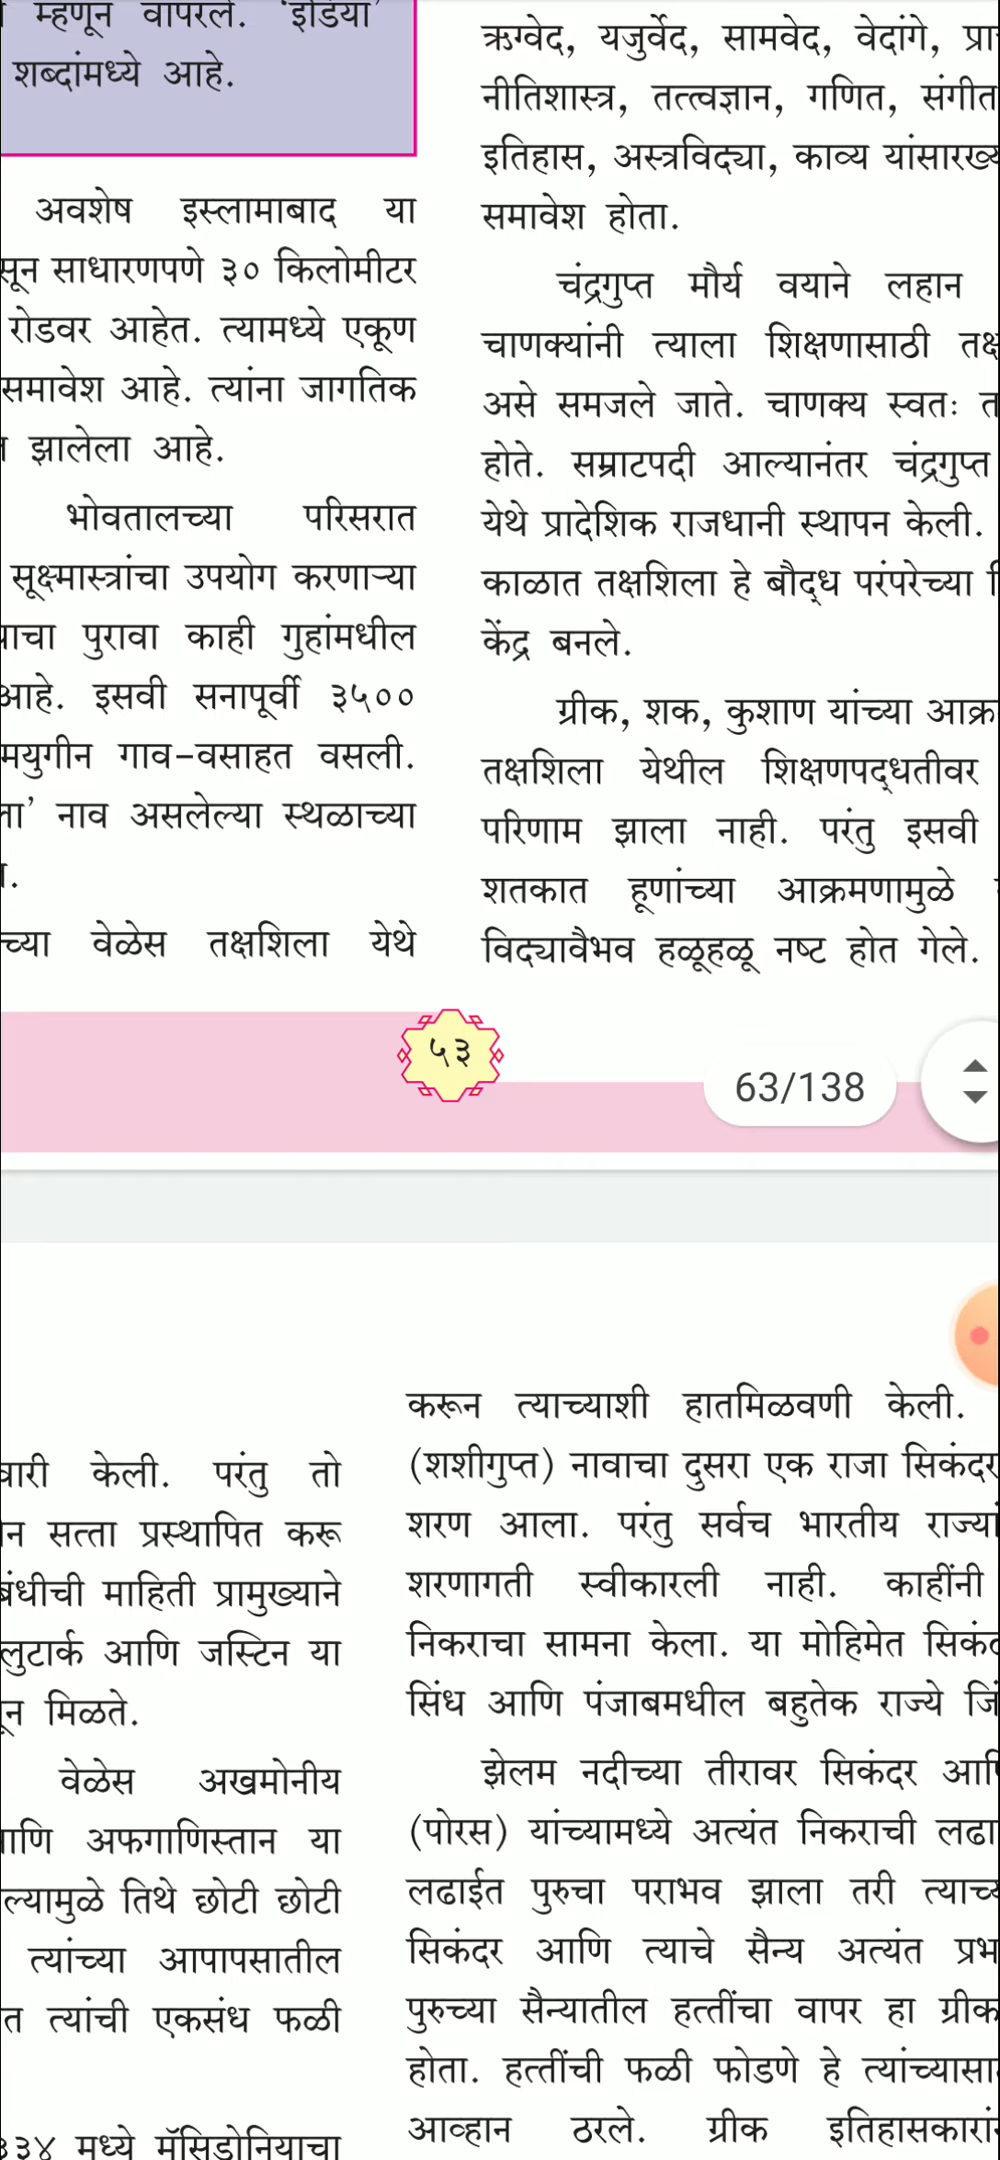 म्हणून वापरले. 'इंडिया'
शब्दांमध्ये आहे.
अवशेष इस्लामाबाद या
साधारणपणे ३० किलोमीटर
रोडवर आहेत. त्यामध्ये एकूण
समावेश आहे. त्यांना जागतिक
झालेला आहे.
भोवतालच्या परिसरात
सूक्ष्मास्त्रांचा उपयोग करणाऱ्या
पुरावा काही गुहांमधील
आहे. इसवी सनापूर्वी ३५००
गाव-वसाहत वसली.
नाव असलेल्या स्थळाच्या
वेळेस तक्षशिला येथे
ऋग्वेद, यजुर्वेद, सामवेद, वेदांगे,
नीतिशास्त्र, तत्त्वज्ञान, गणित, संगीत
इतिहास, अस्त्रविद्या, काव्य
समावेश होता.
चंद्रगुप्त मौर्य वयाने लहान
चाणक्यांनी त्याला शिक्षणासाठी
असे समजले जाते. चाणक्य स्वतः
होते. सम्राटपदी आल्यानंतर चंद्रगुप्त
येथे प्रादेशिक राजधानी स्थापन केली.
काळात तक्षशिला हे बौद्ध परंपरेच्या
केंद्र बनले.
ग्रीक, शक, कुशाण यांच्या
तक्षशिला येथील शिक्षणपद्धतीवर
परिणाम झाला नाही. परंतु इसवी
शतकात हूणांच्या आक्रमणामुळे
विद्यावैभव हळूहळू नष्ट होत गेले.
५३
63/138
केली. परंतु तो
सत्ता प्रस्थापित करू
माहिती प्रामुख्याने
आणि जस्टिन या
मिळते.
वेळेस अखमोनीय
अफगाणिस्तान या
तिथे छोटी छोटी
त्यांच्या आपापसातील
त्यांची एकसंध फळी
मध्ये मॅसिडोनियाचा
करून त्याच्याशी हातमिळवणी केली.
(शशीगुप्त) नावाचा दुसरा एक राजा
शरण आला. परंतु सर्वच भारतीय
शरणागती स्वीकारली नाही. काहींनी
निकराचा सामना केला. या मोहिमेत
सिंध आणि पंजाबमधील बहुतेक राज्ये
झेलम नदीच्या तीरावर सिकंदर
(पोरस) यांच्यामध्ये अत्यंत निकराची
लढाईत पुरुचा पराभव झाला तरी
सिकंदर आणि त्याचे सैन्य अत्यंत
पुरुच्या सैन्यातील हत्तींचा वापर हा
होता. हत्तींची फळी फोडणे हे
आव्हान ठरले. ग्रीक